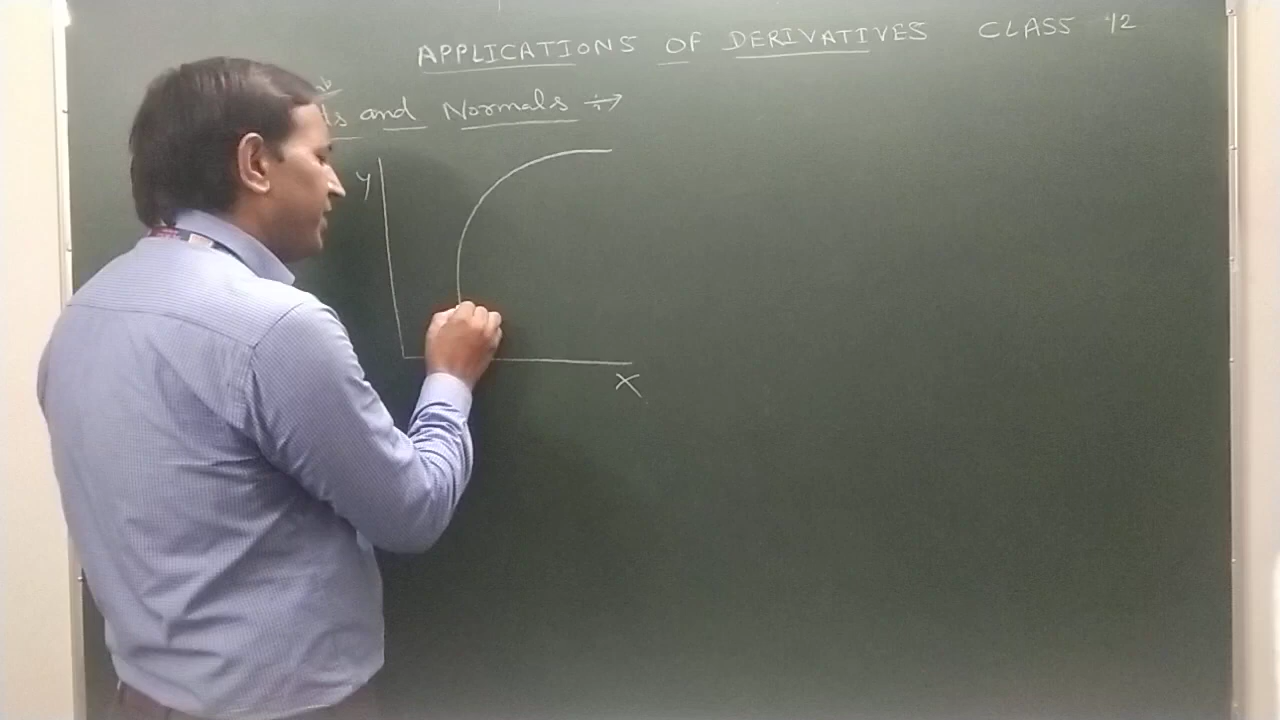 APPLICATIONS OF DERIVATIVES CLASS 12
and Normals
Y
X